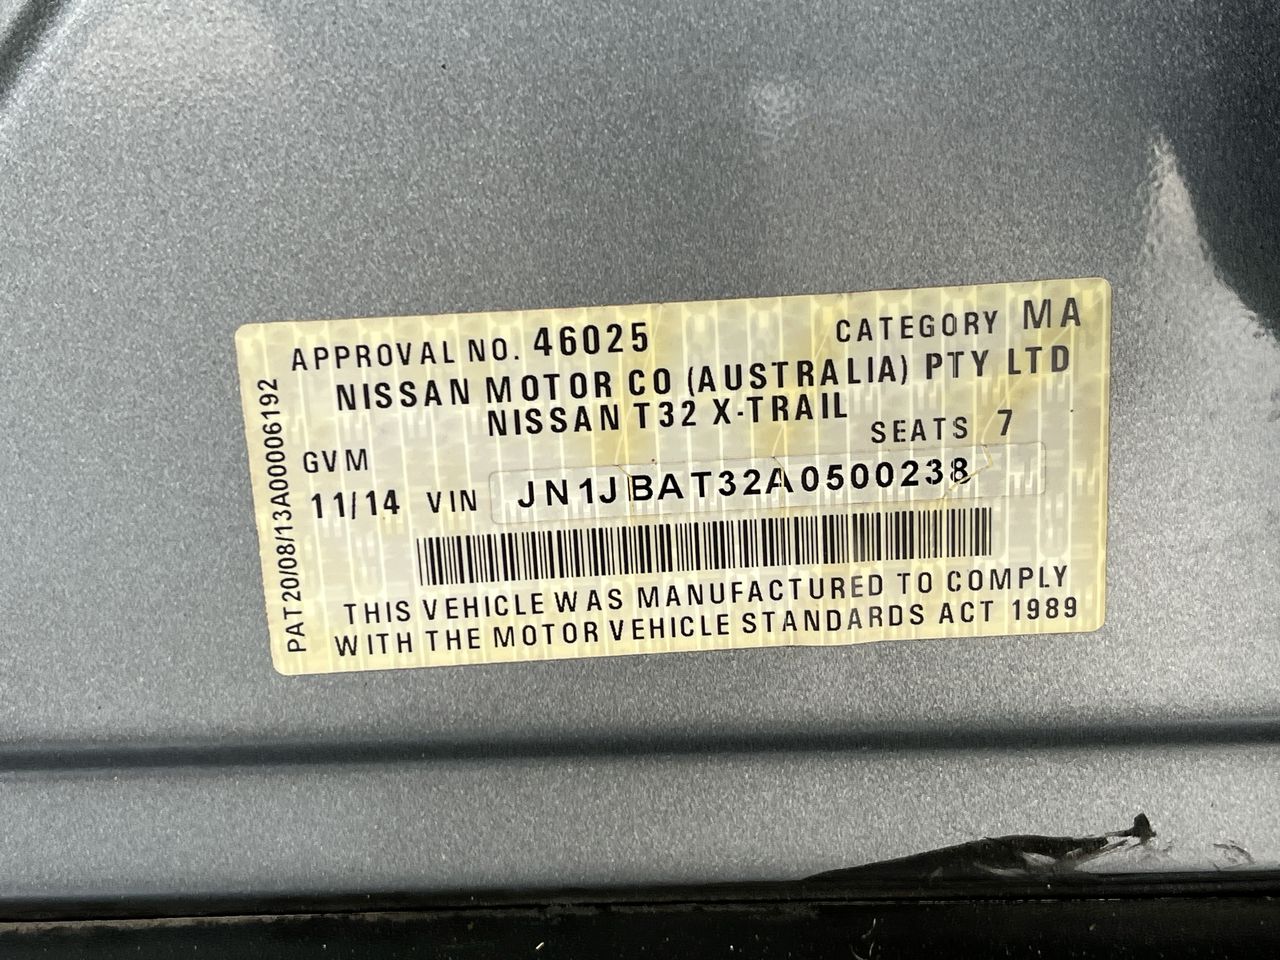 APPROVAL NO. 46025 CATEGORY MA
NISSAN MOTOR CO (AUSTRALIA) PTY LTD
NISSAN T32 X-TRAIL
GVM SEATS 7
11/14 VIN JN1JBAT32A0500238
THIS VEHICLE WAS MANUFACTURED TO COMPLY
WITH THE MOTOR VEHICLE STANDARDS ACT 1989
PAT20/08/13A00006192